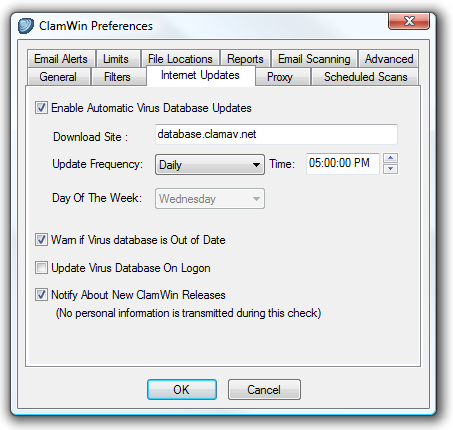 ClamWin Preferences
Email Alerts Limits File Locations Reports Email Scanning Advanced
General Filters Internet Updates Proxy Scheduled Scans
Enable Automatic Virus Database Updates
Download Site : database.clamav.net
Update Frequency: Daily Time: 05:00:00 PM
Day Of The Week: Wednesday
Warn if Virus database is Out of Date
Update Virus Database On Logon
Notify About New ClamWin Releases
(No personal information is transmitted during this check)
OK Cancel